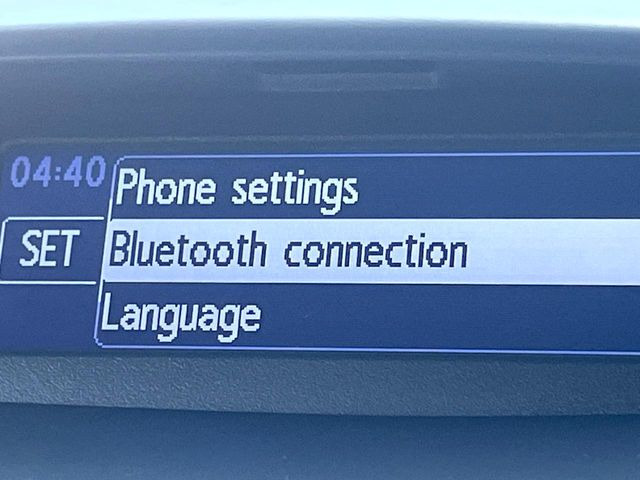 04:40
Phone settings
SET
Bluetooth connection
Language